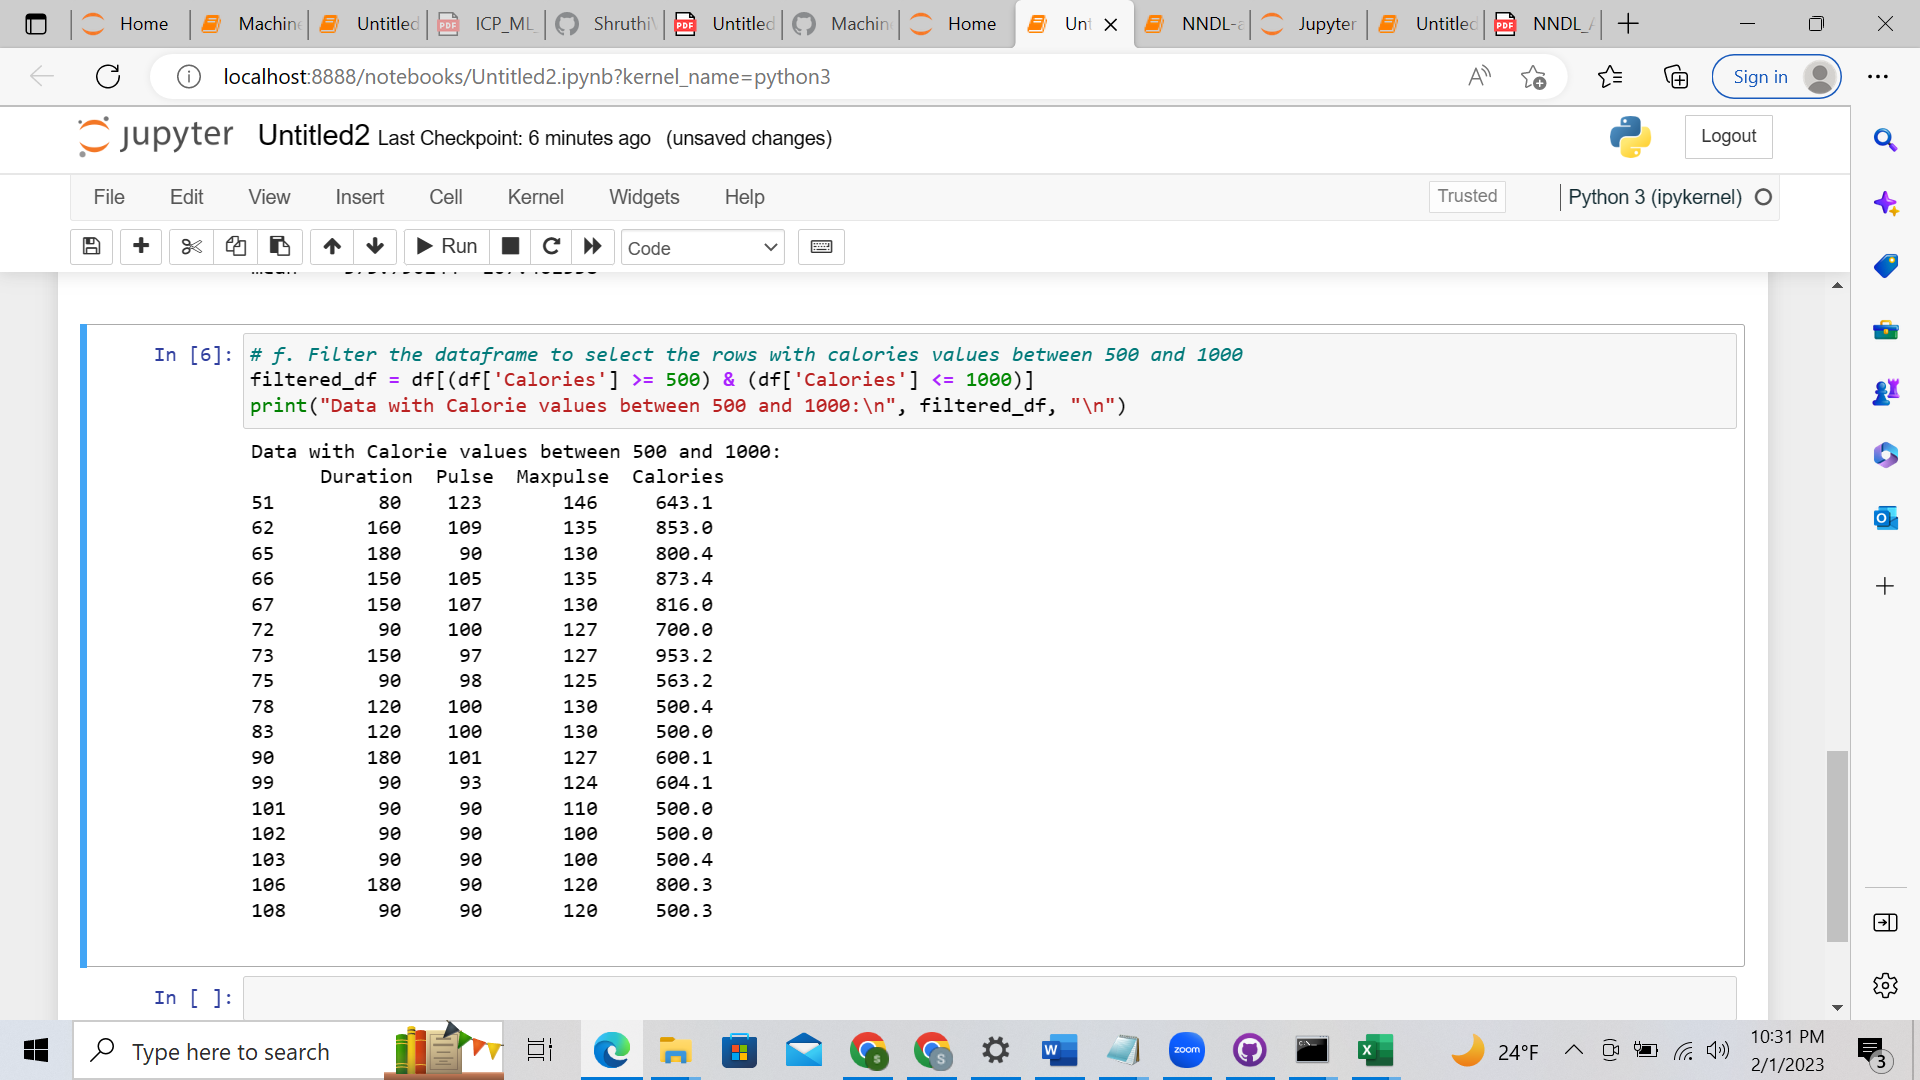 Home
Machine
Untitled
ICP_ML_
Shruthi
Untitled
Machin
Home
Unt
NNDL-a
Jupyter
Untitled
NNDL_
localhost:8888/notebooks/Untitled2.ipynb?kernel_name=python3
Sign in
jupyter Untitled2 Last Checkpoint: 6 minutes ago (unsaved changes)
Logout
File Edit View Insert Cell Kernel Widgets Help
Trusted
Python 3 (ipykernel)
Run
Code
In [6]: # f. Filter the dataframe to select the rows with calories values between 500 and 1000
filtered_df = df[(df['Calories'] >= 500) & (df['Calories'] <= 1000)]
print("Data with Calorie values between 500 and 1000:\n", filtered_df, "\n")
Data with Calorie values between 500 and 1000:
Duration Pulse Maxpulse Calories
51 80 123 146 643.1
62 160 109 135 853.0
65 180 90 130 800.4
66 150 105 135 873.4
67 150 107 130 816.0
72 90 100 127 700.0
73 150 97 127 953.2
75 90 98 125 563.2
78 120 100 130 500.4
83 120 100 130 500.0
90 180 101 127 600.1
99 90 93 124 604.1
101 90 90 110 500.0
102 90 90 100 500.0
103 90 90 100 500.4
106 180 90 120 800.3
108 90 90 120 500.3
In [ ]:
Type here to search
zoom
24°F
10:31 PM
2/1/2023
3